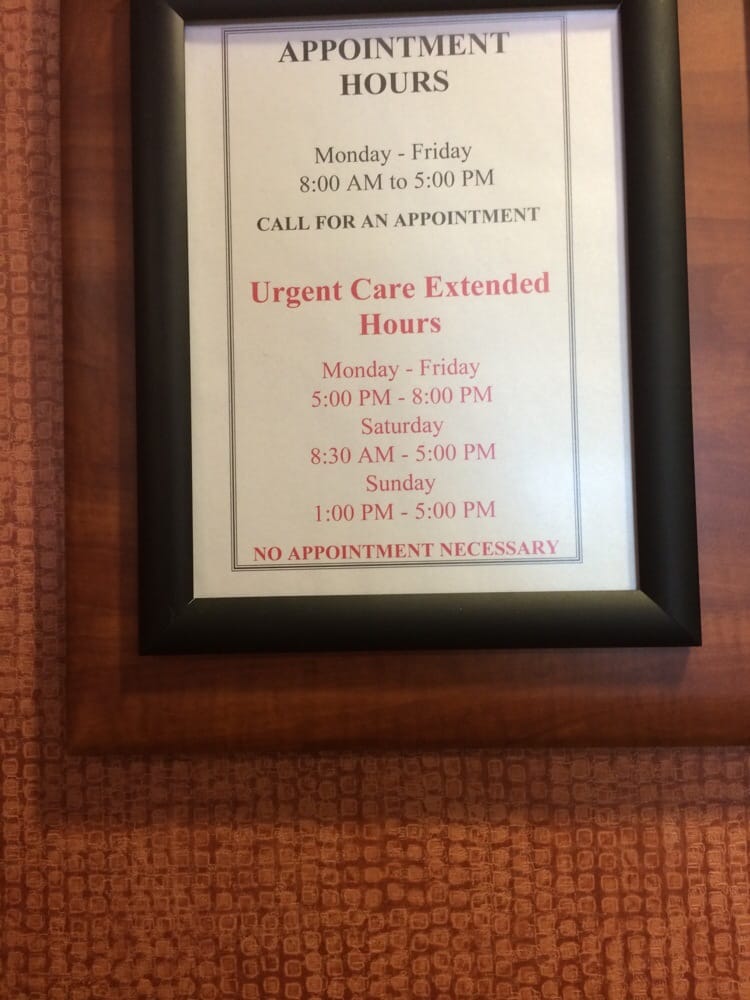 APPOINTMENT
HOURS
Monday - Friday
8:00 AM to 5:00 PM
CALL FOR AN APPOINTMENT
Urgent Care Extended
Hours
Monday - Friday
5:00 PM - 8:00 PM
Saturday
8:30 AM - 5:00 PM
Sunday
1:00 PM - 5:00 PM
NO APPOINTMENT NECESSARY